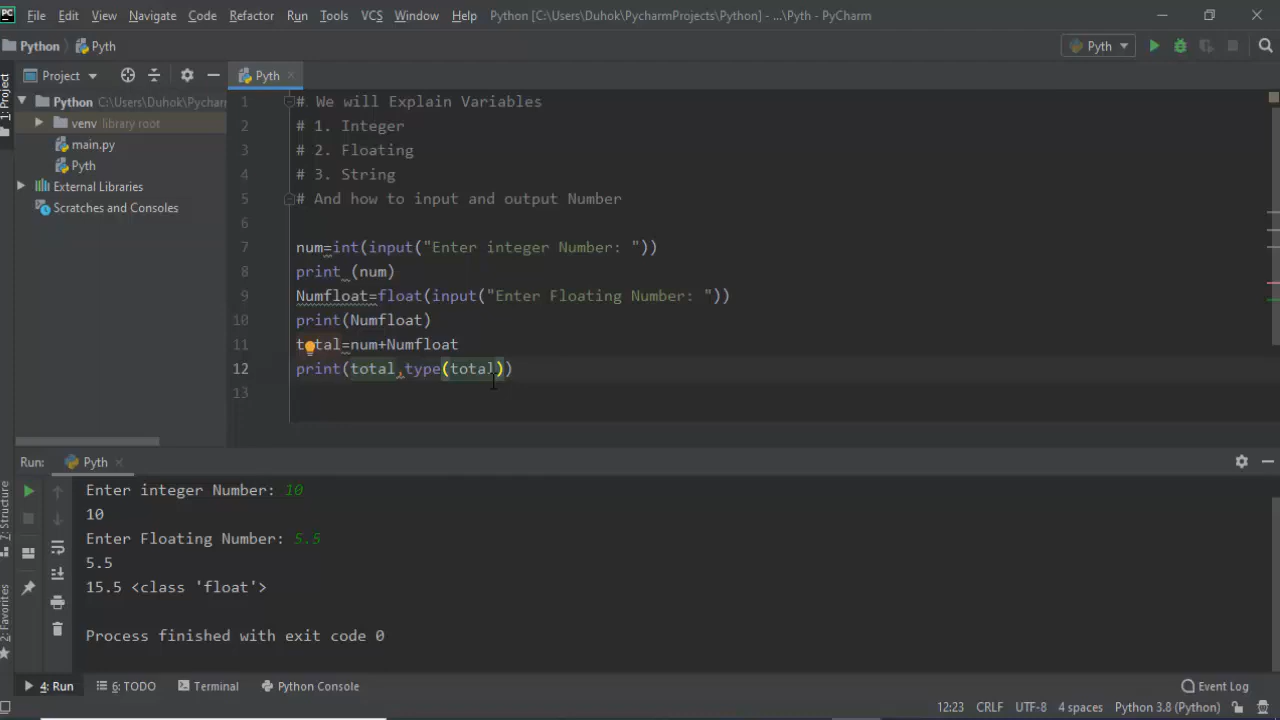 PC File Edit View Navigate Code Refactor Run Tools VCS Window Help Python [C:\Users\Duhok\PycharmProjects\Python] - ...\Pyth - PyCharm
Python Pyth Pyth
1: Project
Project Pyth
Python C:\Users\Duhok\Pycharm
venv library root
main.py
Pyth
External Libraries
Scratches and Consoles
1 # We will Explain Variables
2 # 1. Integer
3 # 2. Floating
4 # 3. String
5 # And how to input and output Number
6
7 num=int(input("Enter integer Number: "))
8 print (num)
9 Numfloat=float(input("Enter Floating Number: "))
10 print(Numfloat)
11 total=num+Numfloat
12 print(total,type(total))
13
Run: Pyth
Enter integer Number: 10
10
Enter Floating Number: 5.5
5.5
15.5 <class 'float'>
Process finished with exit code 0
7: Structure
2: Favorites
4: Run 6: TODO Terminal Python Console Event Log
12:23 CRLF UTF-8 4 spaces Python 3.8 (Python)